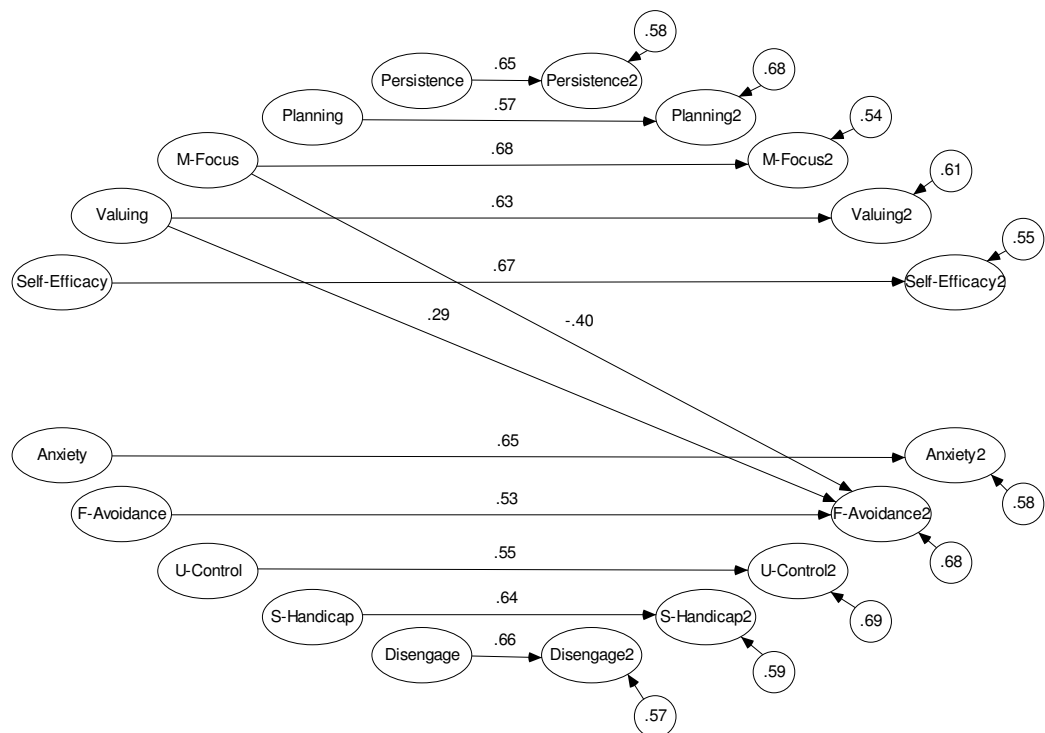 .58
.65
Persistence
Persistence2
.68
.57
Planning
Planning2
.54
.68
M-Focus
M-Focus2
.61
.63
Valuing
Valuing2
.55
.67
Self-Efficacy
Self-Efficacy2
.29
-.40
.65
Anxiety
Anxiety2
.58
.53
F-Avoidance
F-Avoidance2
.68
.55
U-Control
U-Control2
.69
.64
S-Handicap
S-Handicap2
.59
.66
Disengage
Disengage2
.57